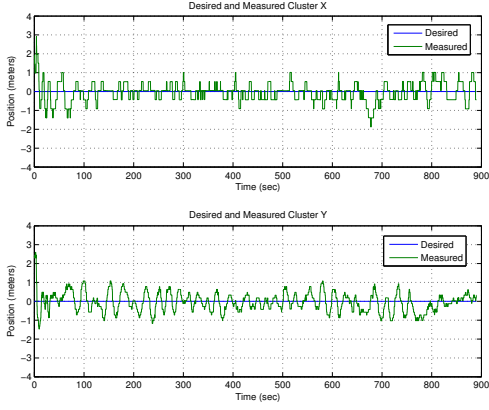 Desired and Measured Cluster X
4
3
2
1
0
−1
−2
−3
−4
Position (meters)
Desired
Measured
0 100 200 300 400 500 600 700 800 900
Time (sec)
Desired and Measured Cluster Y
4
3
2
1
0
−1
−2
−3
−4
Position (meters)
Desired
Measured
0 100 200 300 400 500 600 700 800 900
Time (sec)